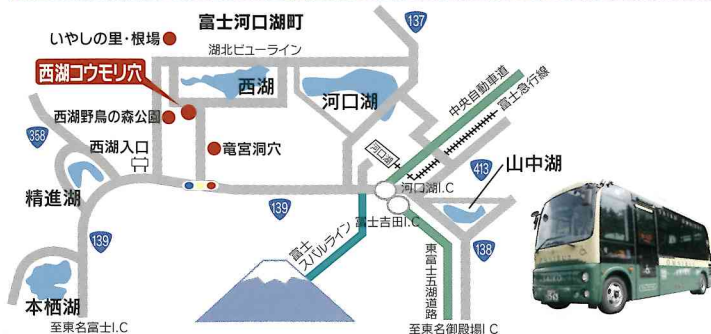 富士河口湖町
137
いやしの里・根場
湖北ビューライン
西湖コウモリ穴
西湖
河口湖
中央自動車道
富士急行線
西湖野鳥の森公園
358
西湖入口
竜宮洞穴
河口湖
413
山中湖
精進湖
139
河口湖I.C
139
富士吉田I.C
富士
スバルライン
東富士五湖道路
138
本栖湖
至東名富士I.C
至東名御殿場I.C